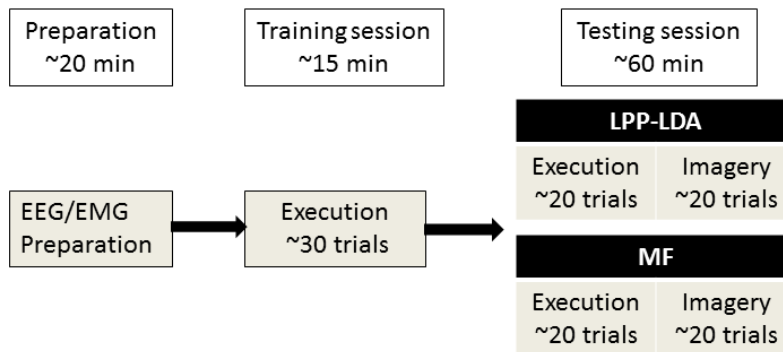 Preparation
~20 min
Training session
~15 min
Testing session
~60 min
EEG/EMG
Preparation
Execution
~30 trials
LPP-LDA
Execution
~20 trials
Imagery
~20 trials
MF
Execution
~20 trials
Imagery
~20 trials